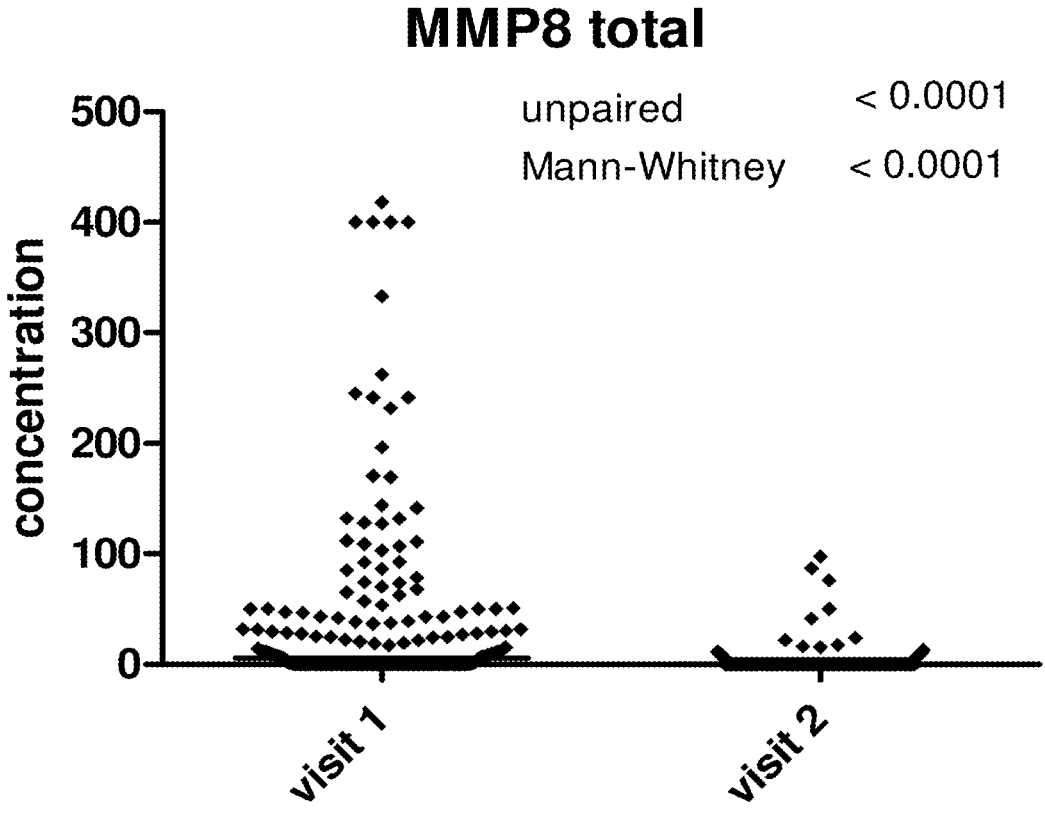 MMP8 total
unpaired < 0.0001
Mann-Whitney < 0.0001
500
400
300
200
100
0
concentration
visit 1
visit 2